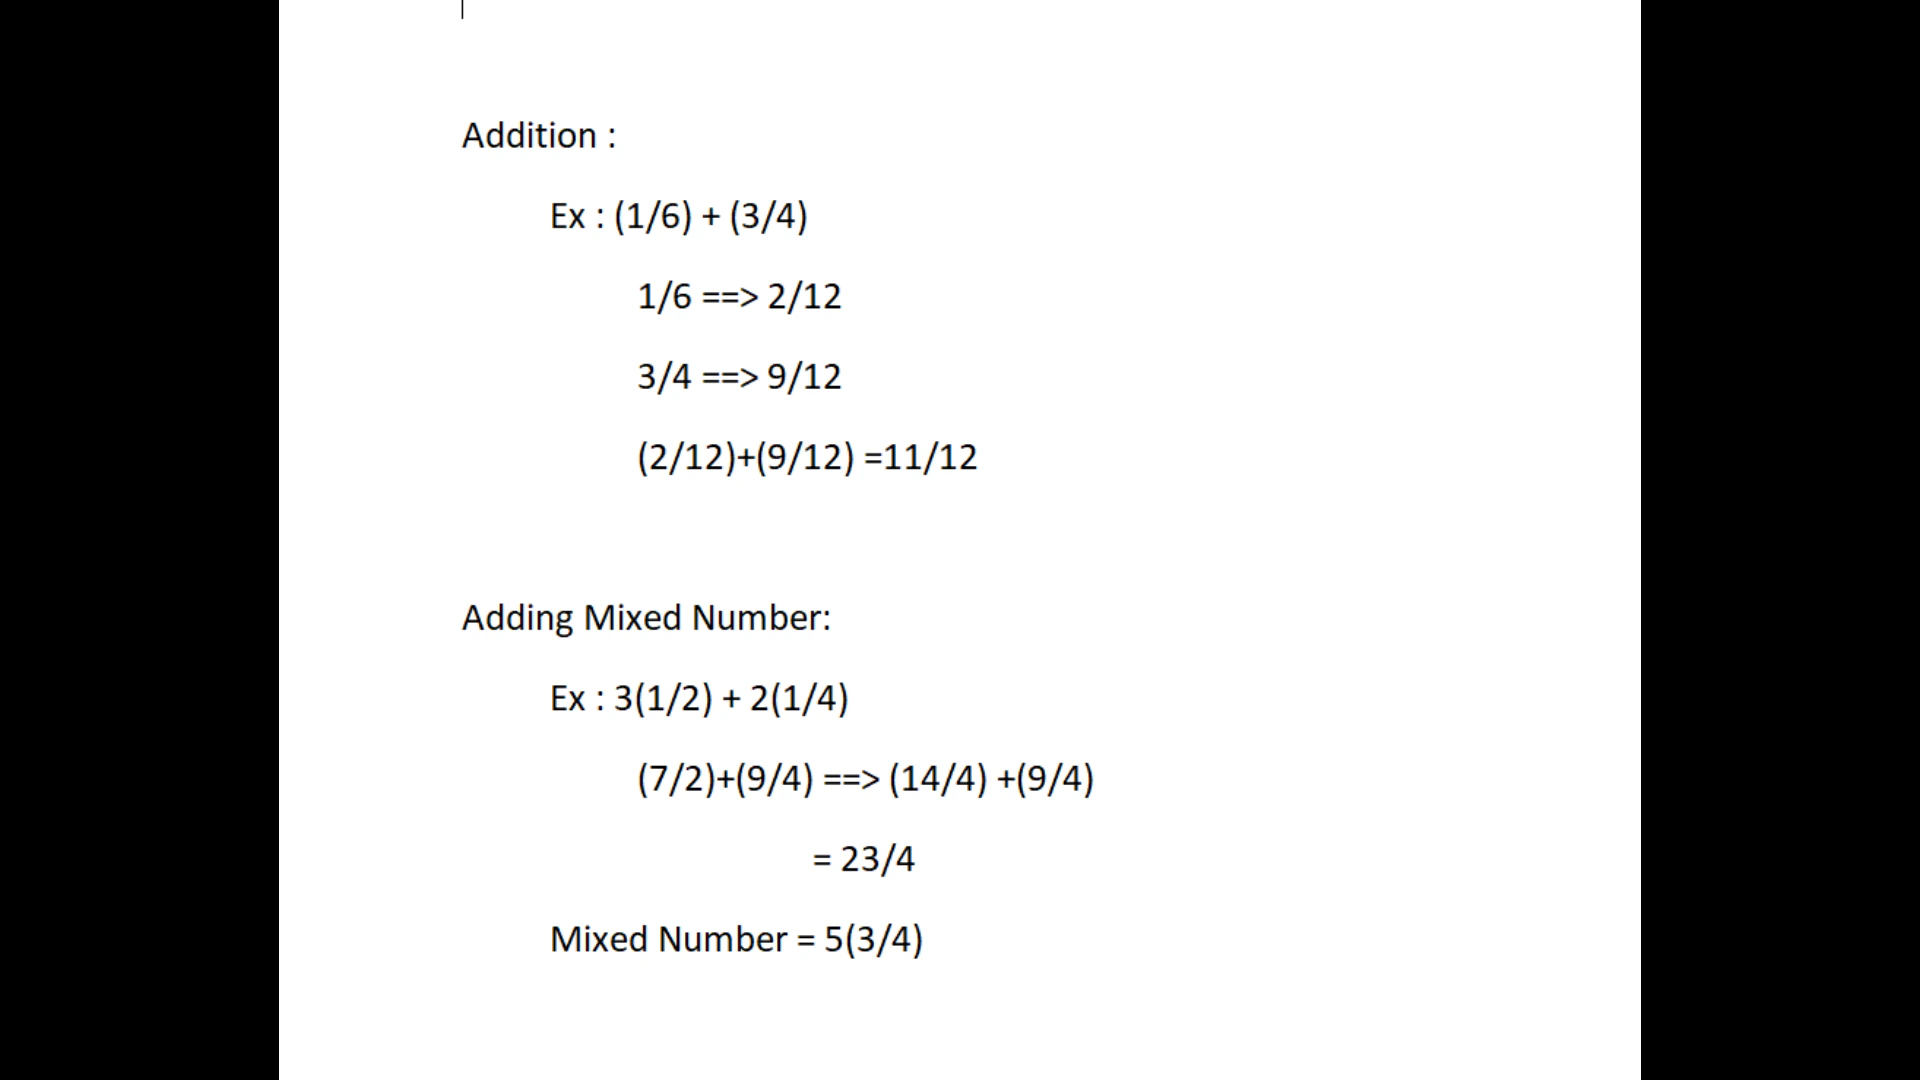 Addition :
Ex : (1/6) + (3/4)
1/6 ==> 2/12
3/4 ==> 9/12
(2/12)+(9/12) =11/12
Adding Mixed Number:
Ex : 3(1/2) + 2(1/4)
(7/2)+(9/4) ==> (14/4) +(9/4)
= 23/4
Mixed Number = 5(3/4)